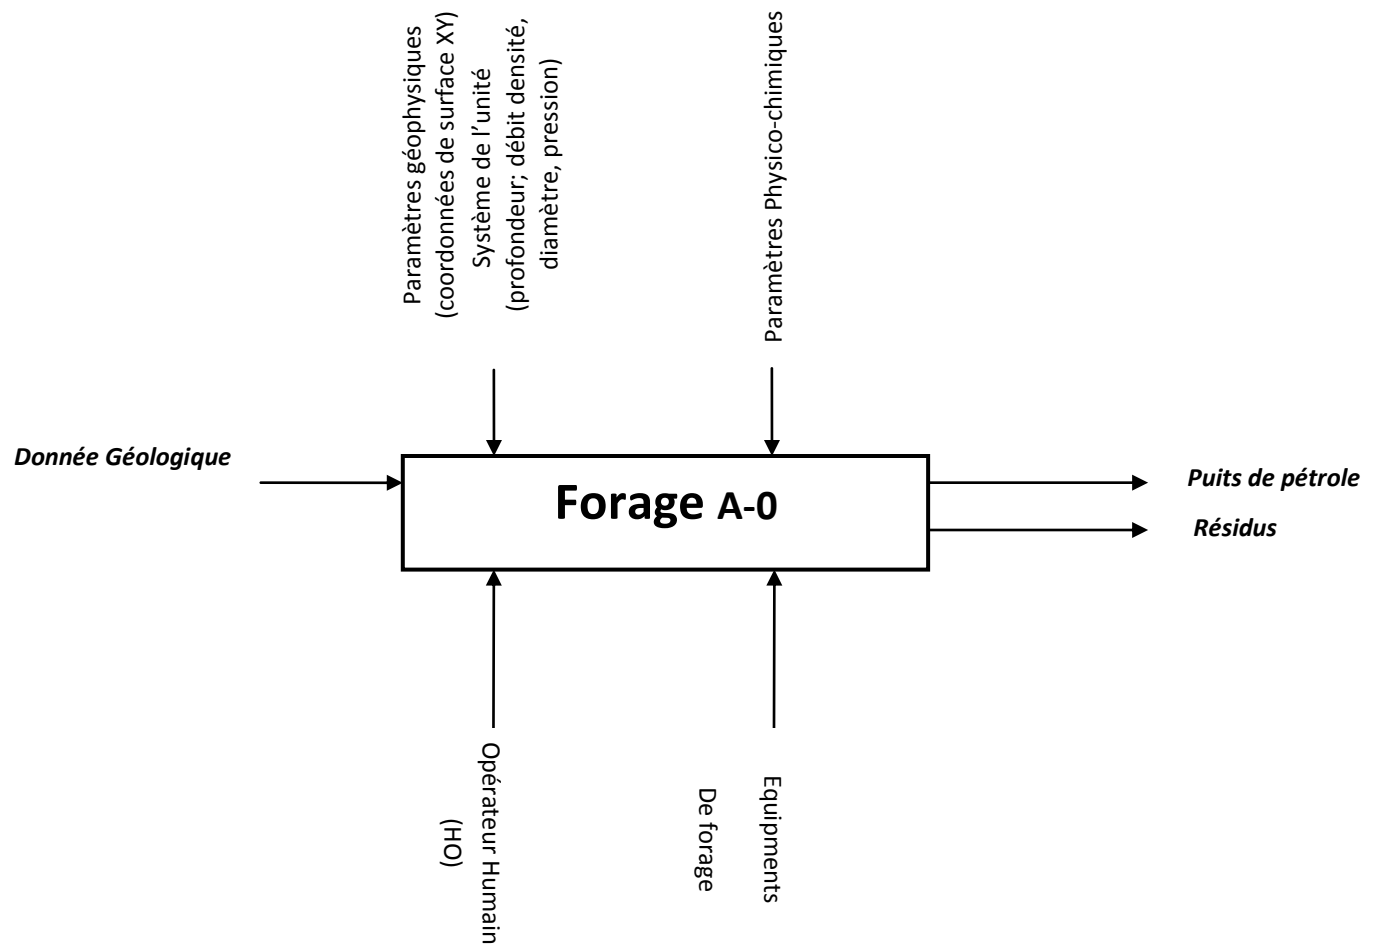 Paramètres géophysiques
(coordonnées de surface XY)
Système de l'unité
(profondeur; débit densité,
diamètre, pression)
Paramètres Physico-chimiques
Donnée Géologique
Forage A-0
Puits de pétrole
Résidus
Opérateur Humain
(HO)
Equipments
De forage